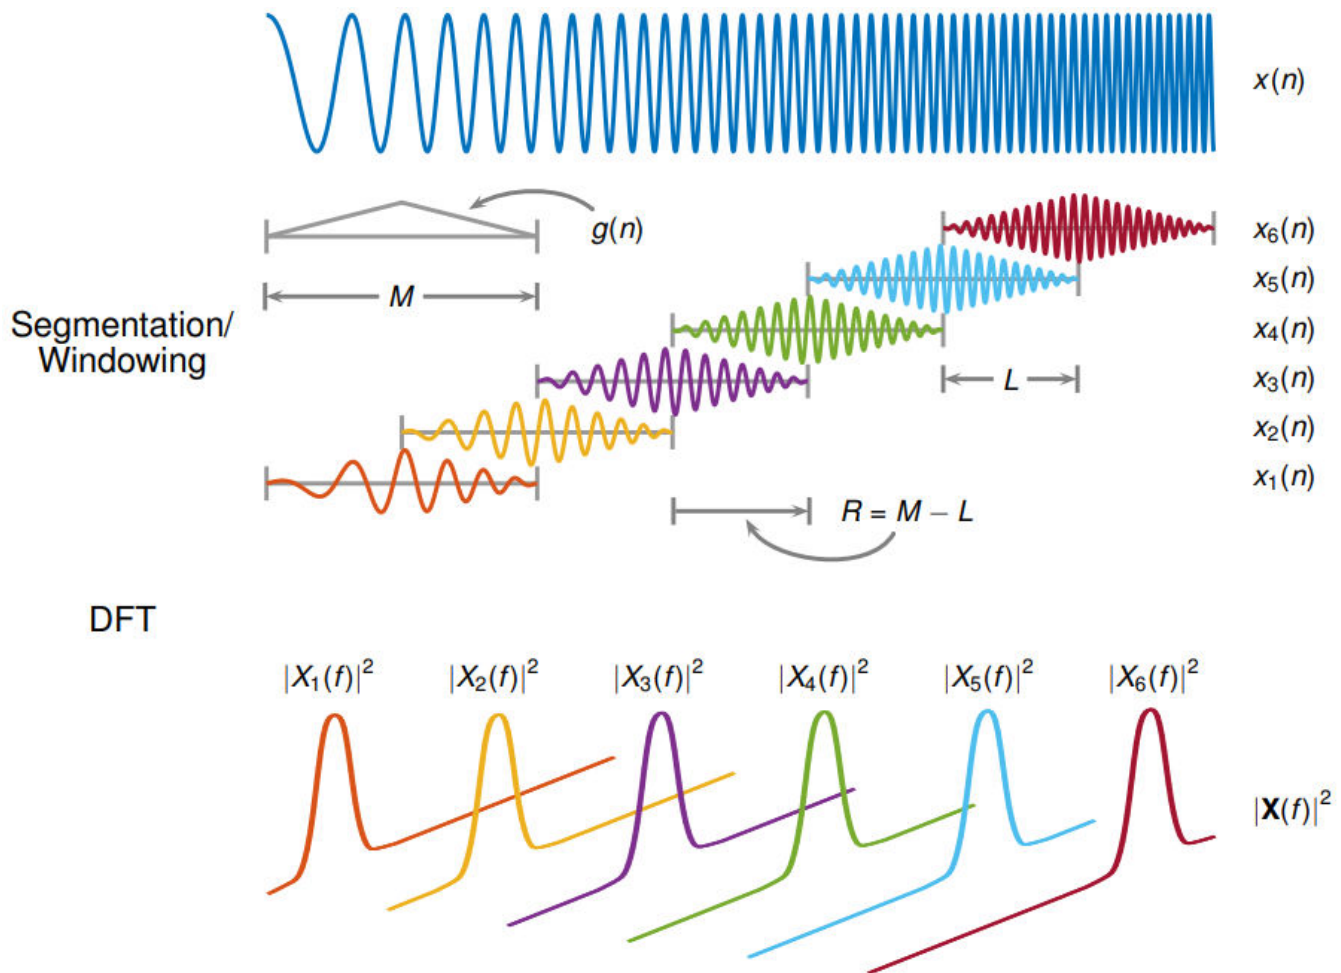 x(n)
g(n)
x₆(n)
x₅(n)
M
Segmentation/
Windowing
x₄(n)
x₃(n)
L
x₂(n)
x₁(n)
R = M − L
DFT
|X₁(f)|²
|X₂(f)|²
|X₃(f)|²
|X₄(f)|²
|X₅(f)|²
|X₆(f)|²
|X(f)|²